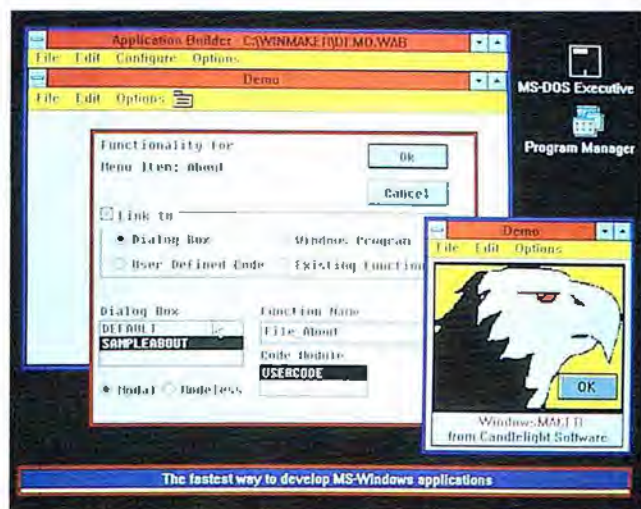 Application Builder - C:\WINMAKER\DEMO.WAB
File Edit Configure Options
Demo
File Edit Options
MS-DOS Executive
Program Manager
Functionality for
Menu Item: About
Ok
Cancel
Link to
Dialog Box Windows Program
User Defined Code Existing Function
Dialog Box
DEFAULT
SAMPLEABOUT
Modal Modeless
Function Name
File_About
Code Module
USERCODE
Demo
File Edit Options
OK
WindowsMAKER
from Candlelight Software
The fastest way to develop MS-Windows applications